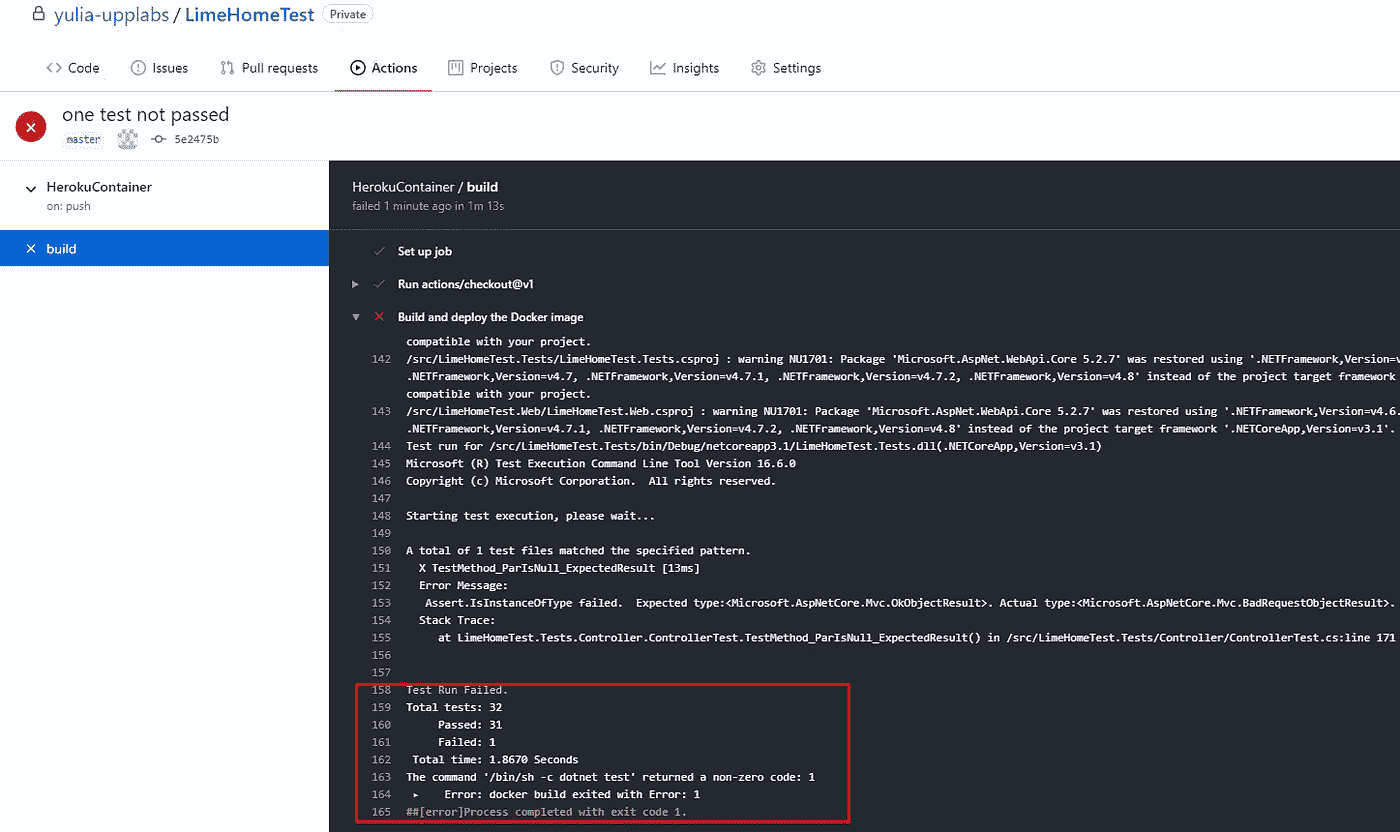 yulia-upplabs / LimeHomeTest Private
Code Issues Pull requests Actions Projects Security Insights Settings
one test not passed
master 5e2475b
HerokuContainer
on: push
build
HerokuContainer / build
failed 1 minute ago in 1m 13s
Set up job
Run actions/checkout@v1
Build and deploy the Docker image
compatible with your project.
142 /src/LimeHomeTest.Tests/LimeHomeTest.Tests.csproj : warning NU1701: Package 'Microsoft.AspNet.WebApi.Core 5.2.7' was restored using '.NETFramework,Version=v
.NETFramework,Version=v4.7, .NETFramework,Version=v4.7.1, .NETFramework,Version=v4.7.2, .NETFramework,Version=v4.8' instead of the project target framework
compatible with your project.
143 /src/LimeHomeTest.Web/LimeHomeTest.Web.csproj : warning NU1701: Package 'Microsoft.AspNet.WebApi.Core 5.2.7' was restored using '.NETFramework,Version=v4.6.
.NETFramework,Version=v4.7.1, .NETFramework,Version=v4.7.2, .NETFramework,Version=v4.8' instead of the project target framework '.NETCoreApp,Version=v3.1'.
144 Test run for /src/LimeHomeTest.Tests/bin/Debug/netcoreapp3.1/LimeHomeTest.Tests.dll(.NETCoreApp,Version=v3.1)
145 Microsoft (R) Test Execution Command Line Tool Version 16.6.0
146 Copyright (c) Microsoft Corporation.  All rights reserved.
147
148 Starting test execution, please wait...
149
150 A total of 1 test files matched the specified pattern.
151 X TestMethod_ParIsNull_ExpectedResult [13ms]
152 Error Message:
153 Assert.IsInstanceOfType failed.  Expected type:<Microsoft.AspNetCore.Mvc.OkObjectResult>. Actual type:<Microsoft.AspNetCore.Mvc.BadRequestObjectResult>.
154 Stack Trace:
155 at LimeHomeTest.Tests.Controller.ControllerTest.TestMethod_ParIsNull_ExpectedResult() in /src/LimeHomeTest.Tests/Controller/ControllerTest.cs:line 171
156
157
158 Test Run Failed.
159 Total tests: 32
160 Passed: 31
161 Failed: 1
162 Total time: 1.8670 Seconds
163 The command '/bin/sh -c dotnet test' returned a non-zero code: 1
164 ▸ Error: docker build exited with Error: 1
165 ##[error]Process completed with exit code 1.